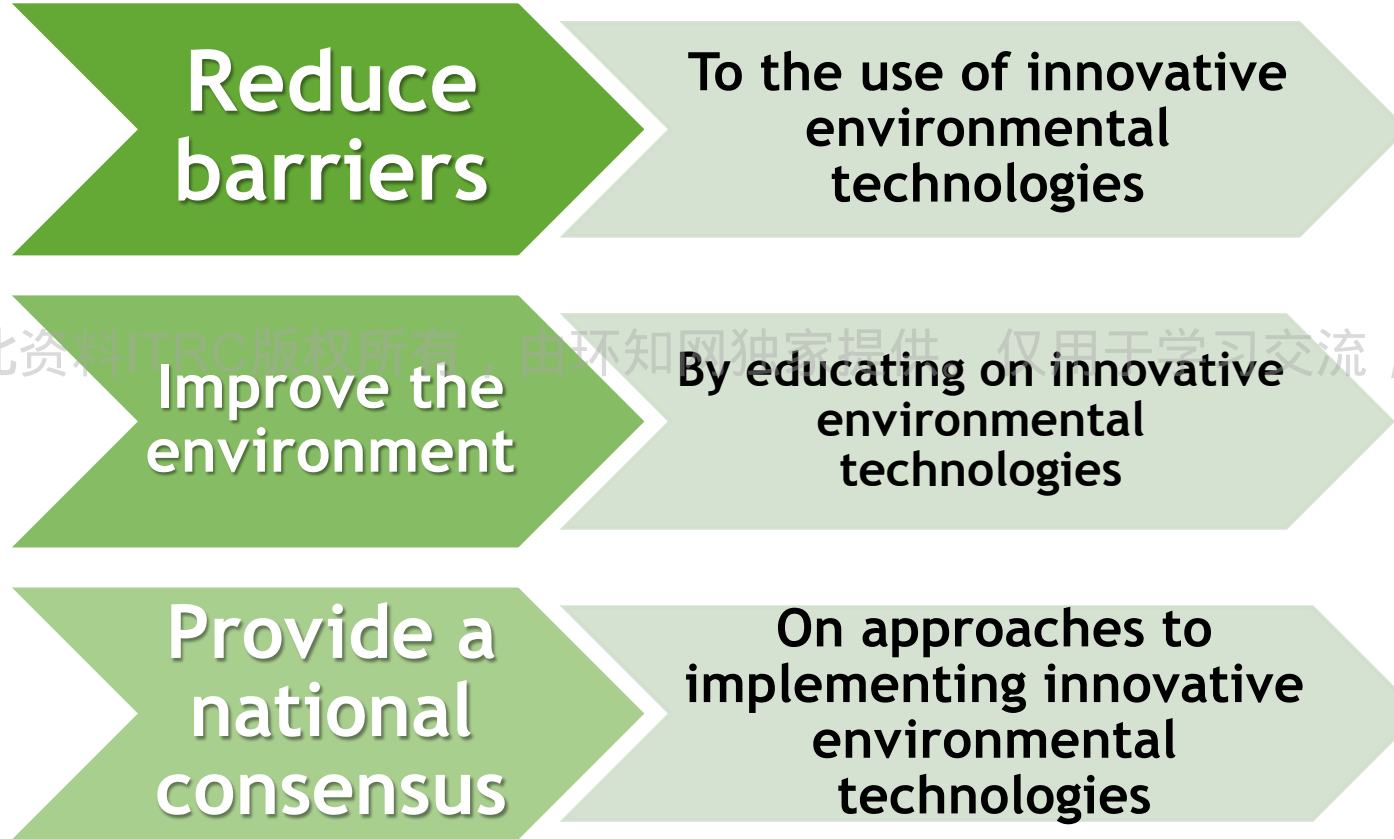 Reduce
barriers
To the use of innovative
environmental
technologies
此资料ITRC版权所有，由环知网独家提供，仅用于学习交流，
Improve the
environment
By educating on innovative
environmental
technologies
Provide a
national
consensus
On approaches to
implementing innovative
environmental
technologies